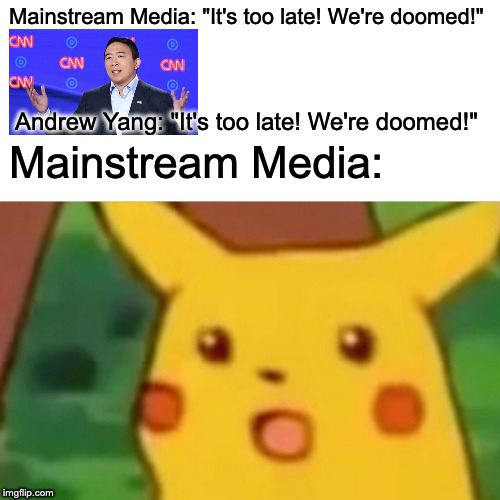 Mainstream Media: "It's too late! We're doomed!"
CNN
CNN
CNN
CNN
Andrew Yang: "It's too late! We're doomed!"
Mainstream Media:
imgflip.com